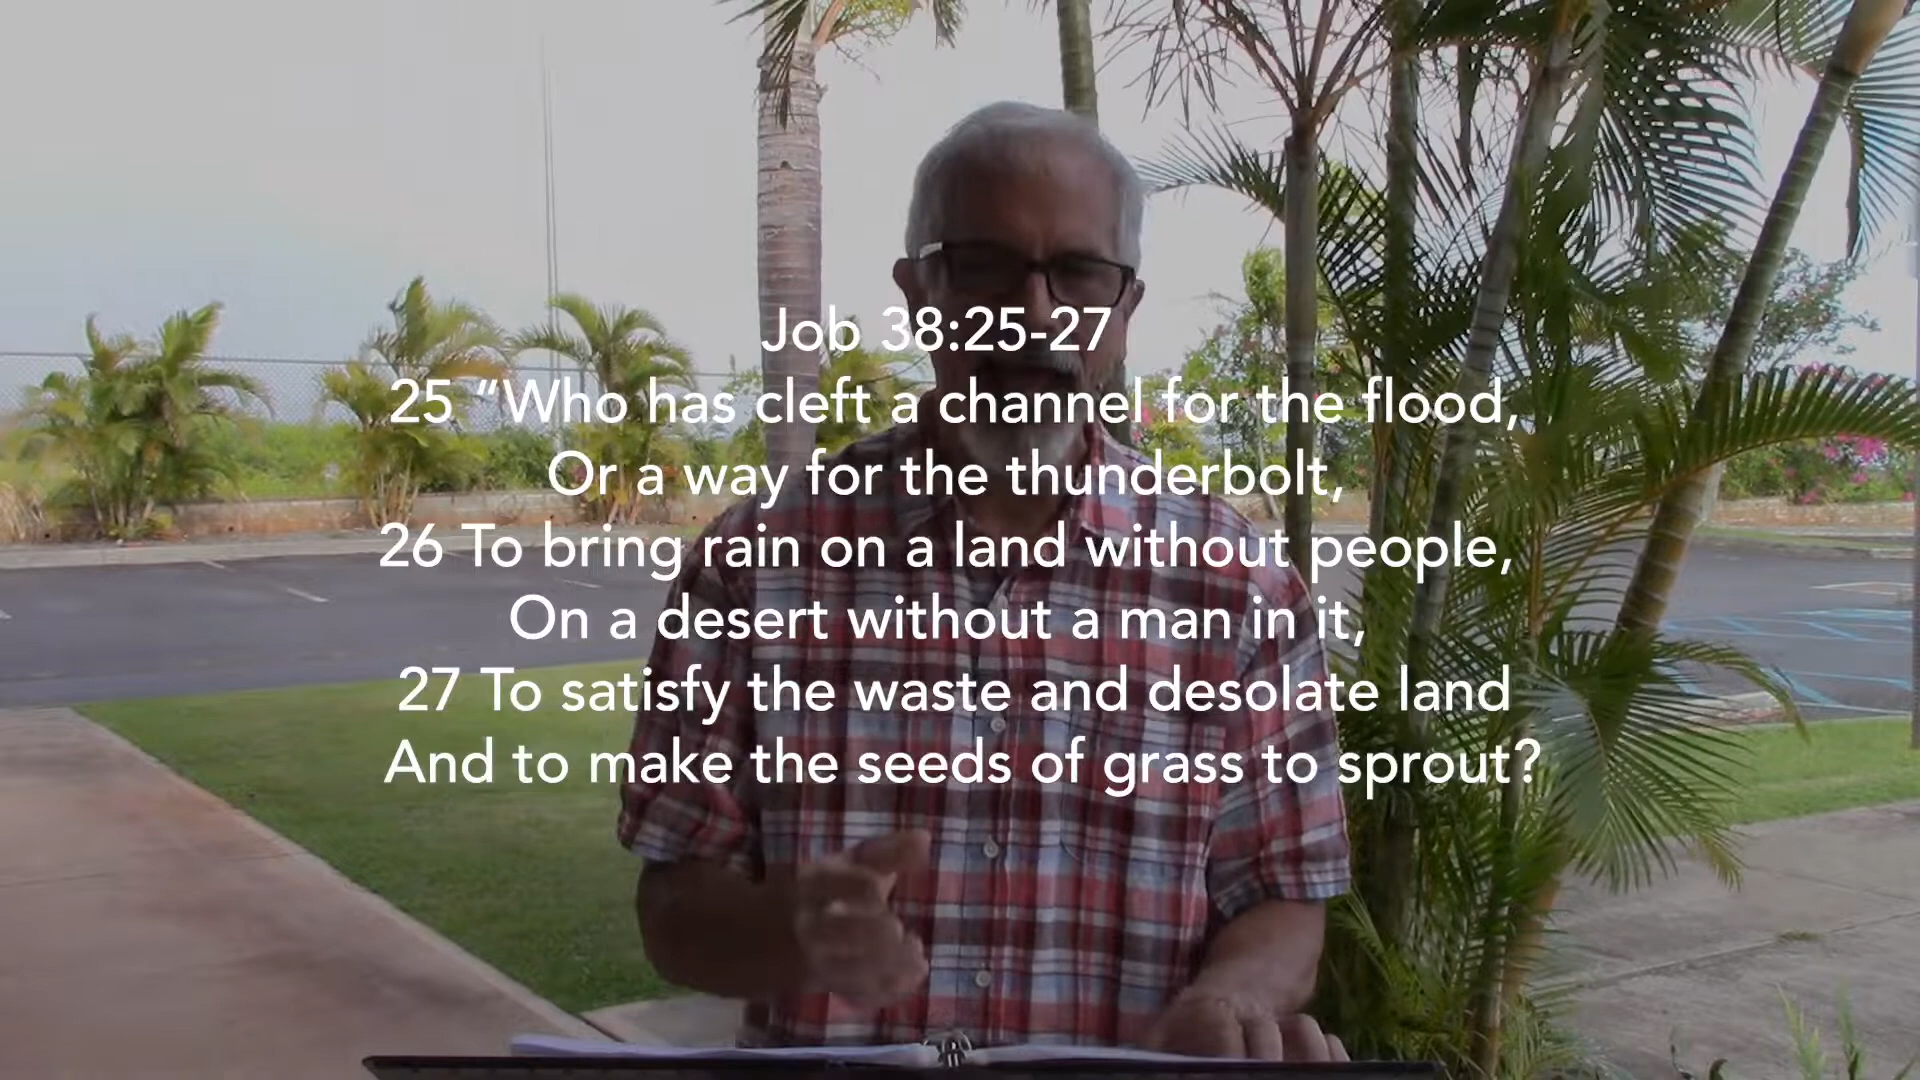 Job 38:25-27
25 “Who has cleft a channel for the flood,
Or a way for the thunderbolt,
26 To bring rain on a land without people,
On a desert without a man in it,
27 To satisfy the waste and desolate land
And to make the seeds of grass to sprout?